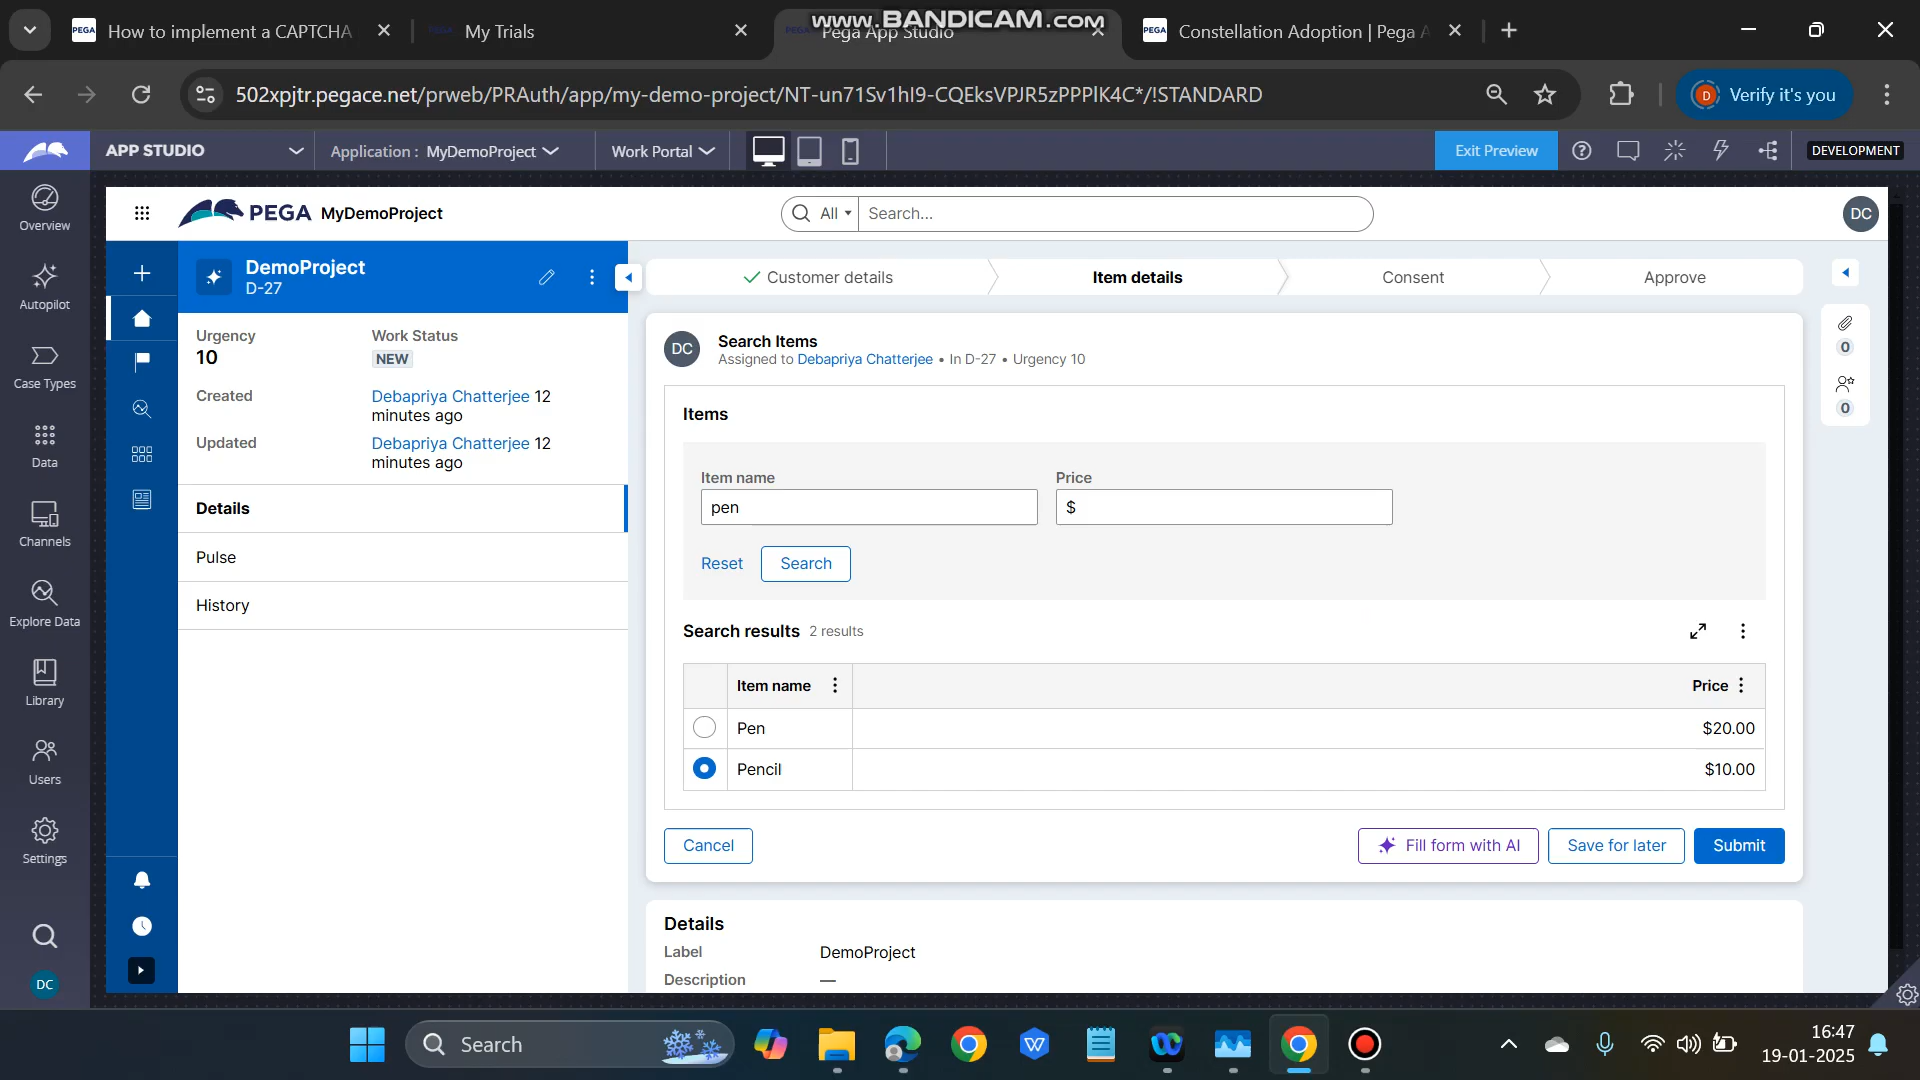 www.BANDICAM.com
PEGA How to implement a CAPTCHA
My Trials
Pega App Studio
PEGA Constellation Adoption | Pega A
502xpjtr.pegace.net/prweb/PRAuth/app/my-demo-project/NT-un71Sv1hI9-CQEksVPJR5zPPPlK4C*/!STANDARD
D Verify it's you
APP STUDIO
Application : MyDemoProject
Work Portal
Exit Preview
DEVELOPMENT
Overview
Autopilot
Case Types
Data
Channels
Explore Data
Library
Users
Settings
DC
PEGA MyDemoProject
All
Search...
DC
DemoProject
D-27
Urgency
10
Work Status
NEW
Created
Debapriya Chatterjee 12
minutes ago
Updated
Debapriya Chatterjee 12
minutes ago
Details
Pulse
History
Customer details
Item details
Consent
Approve
0
0
DC
Search Items
Assigned to Debapriya Chatterjee • In D-27 • Urgency 10
Items
Item name
Price
pen
$
Reset
Search
Search results 2 results
Item name
Price
Pen
$20.00
Pencil
$10.00
Cancel
Fill form with AI
Save for later
Submit
Details
Label
DemoProject
Description
—
Search
16:47
19-01-2025